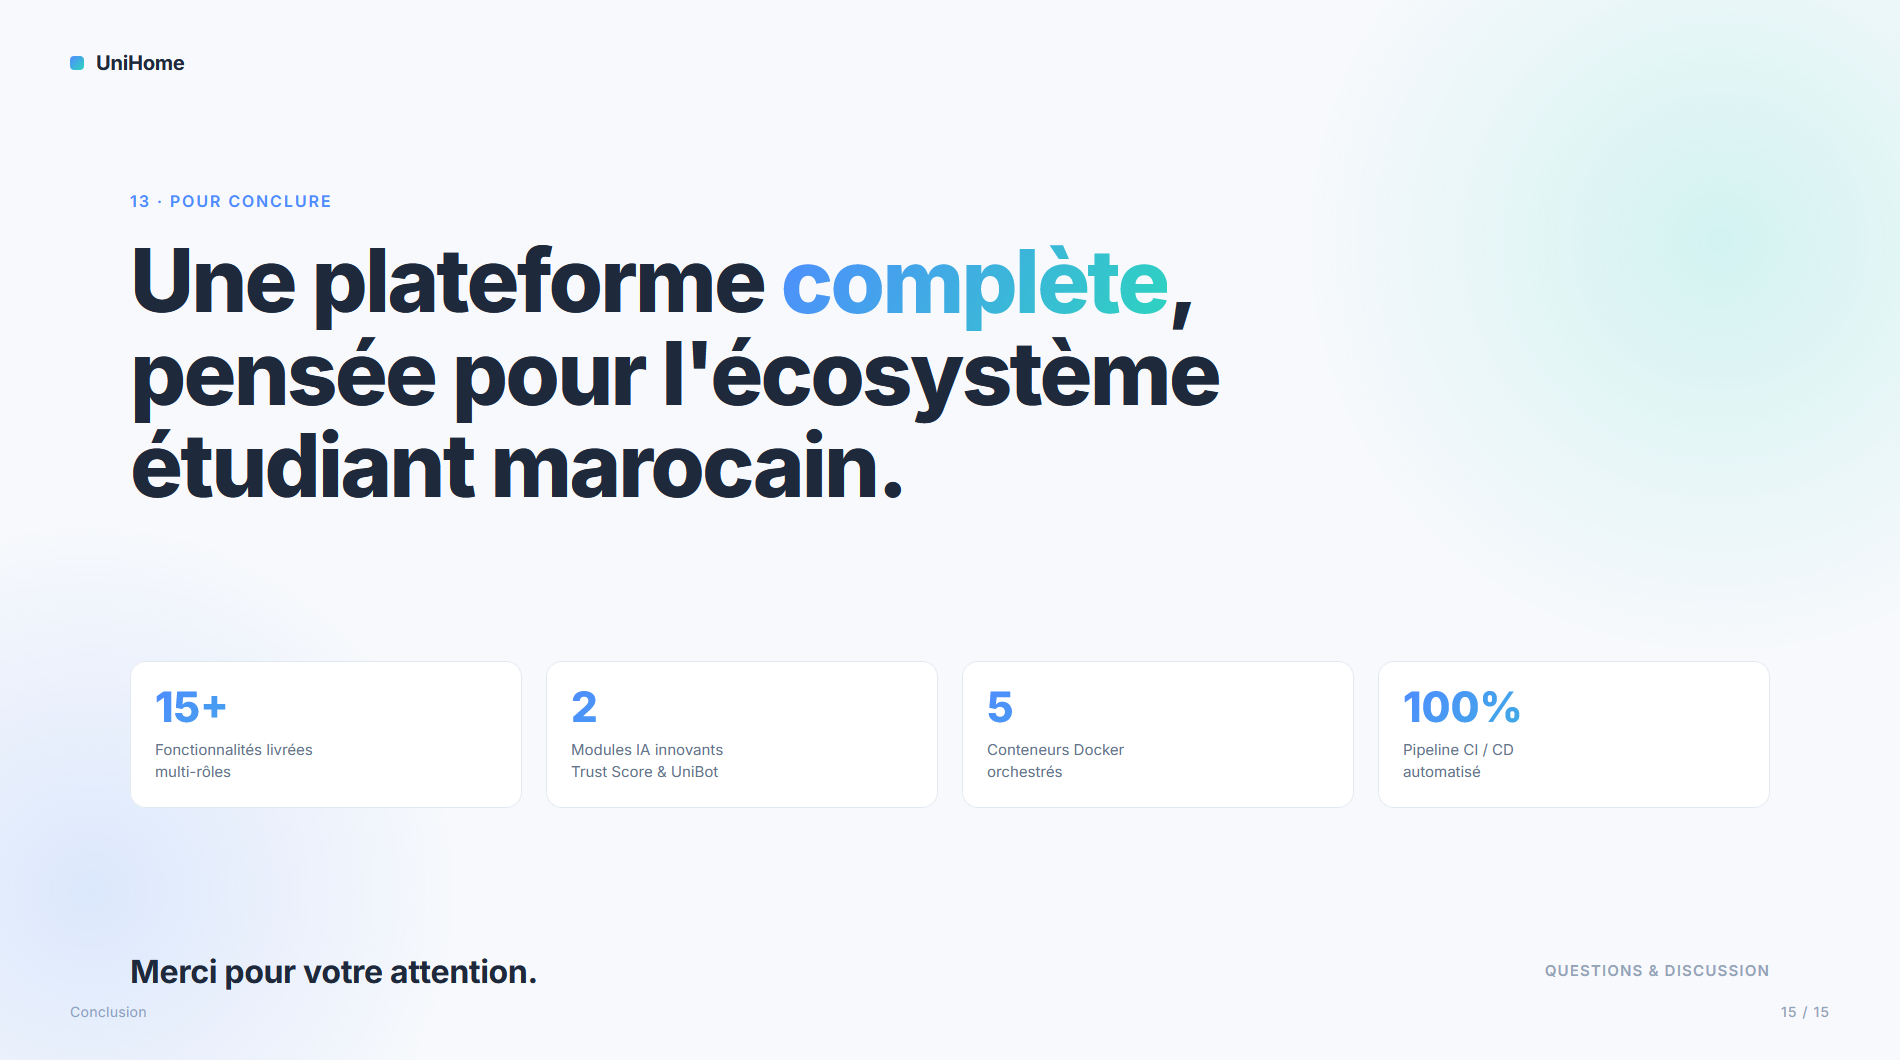 UniHome
13 · POUR CONCLURE
Une plateforme complète,
pensée pour l'écosystème
étudiant marocain.
15+
Fonctionnalités livrées
multi-rôles
2
Modules IA innovants
Trust Score & UniBot
5
Conteneurs Docker
orchestrés
100%
Pipeline CI / CD
automatisé
Merci pour votre attention.
QUESTIONS & DISCUSSION
Conclusion
15 / 15